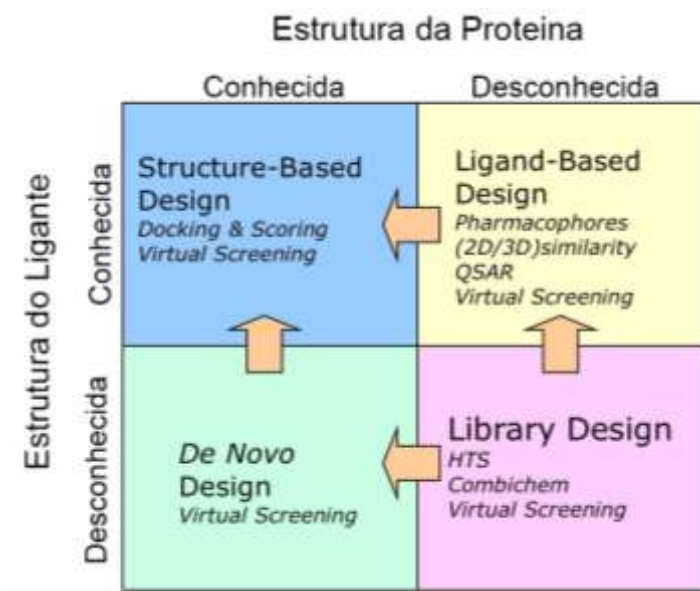 Estrutura da Proteina
Conhecida
Desconhecida
Estrutura do Ligante
Conhecida
Structure-Based
Design
Docking & Scoring
Virtual Screening
Ligand-Based
Design
Pharmacophores
(2D/3D)similarity
QSAR
Virtual Screening
Desconhecida
De Novo
Design
Virtual Screening
Library Design
HTS
Combichem
Virtual Screening